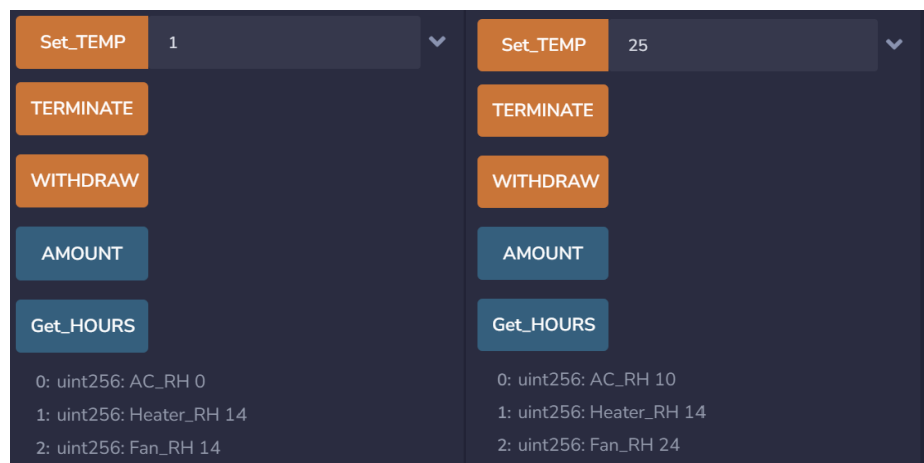 Set_TEMP 1
TERMINATE
WITHDRAW
AMOUNT
Get_HOURS
0: uint256: AC_RH 0
1: uint256: Heater_RH 14
2: uint256: Fan_RH 14
Set_TEMP 25
TERMINATE
WITHDRAW
AMOUNT
Get_HOURS
0: uint256: AC_RH 10
1: uint256: Heater_RH 14
2: uint256: Fan_RH 24